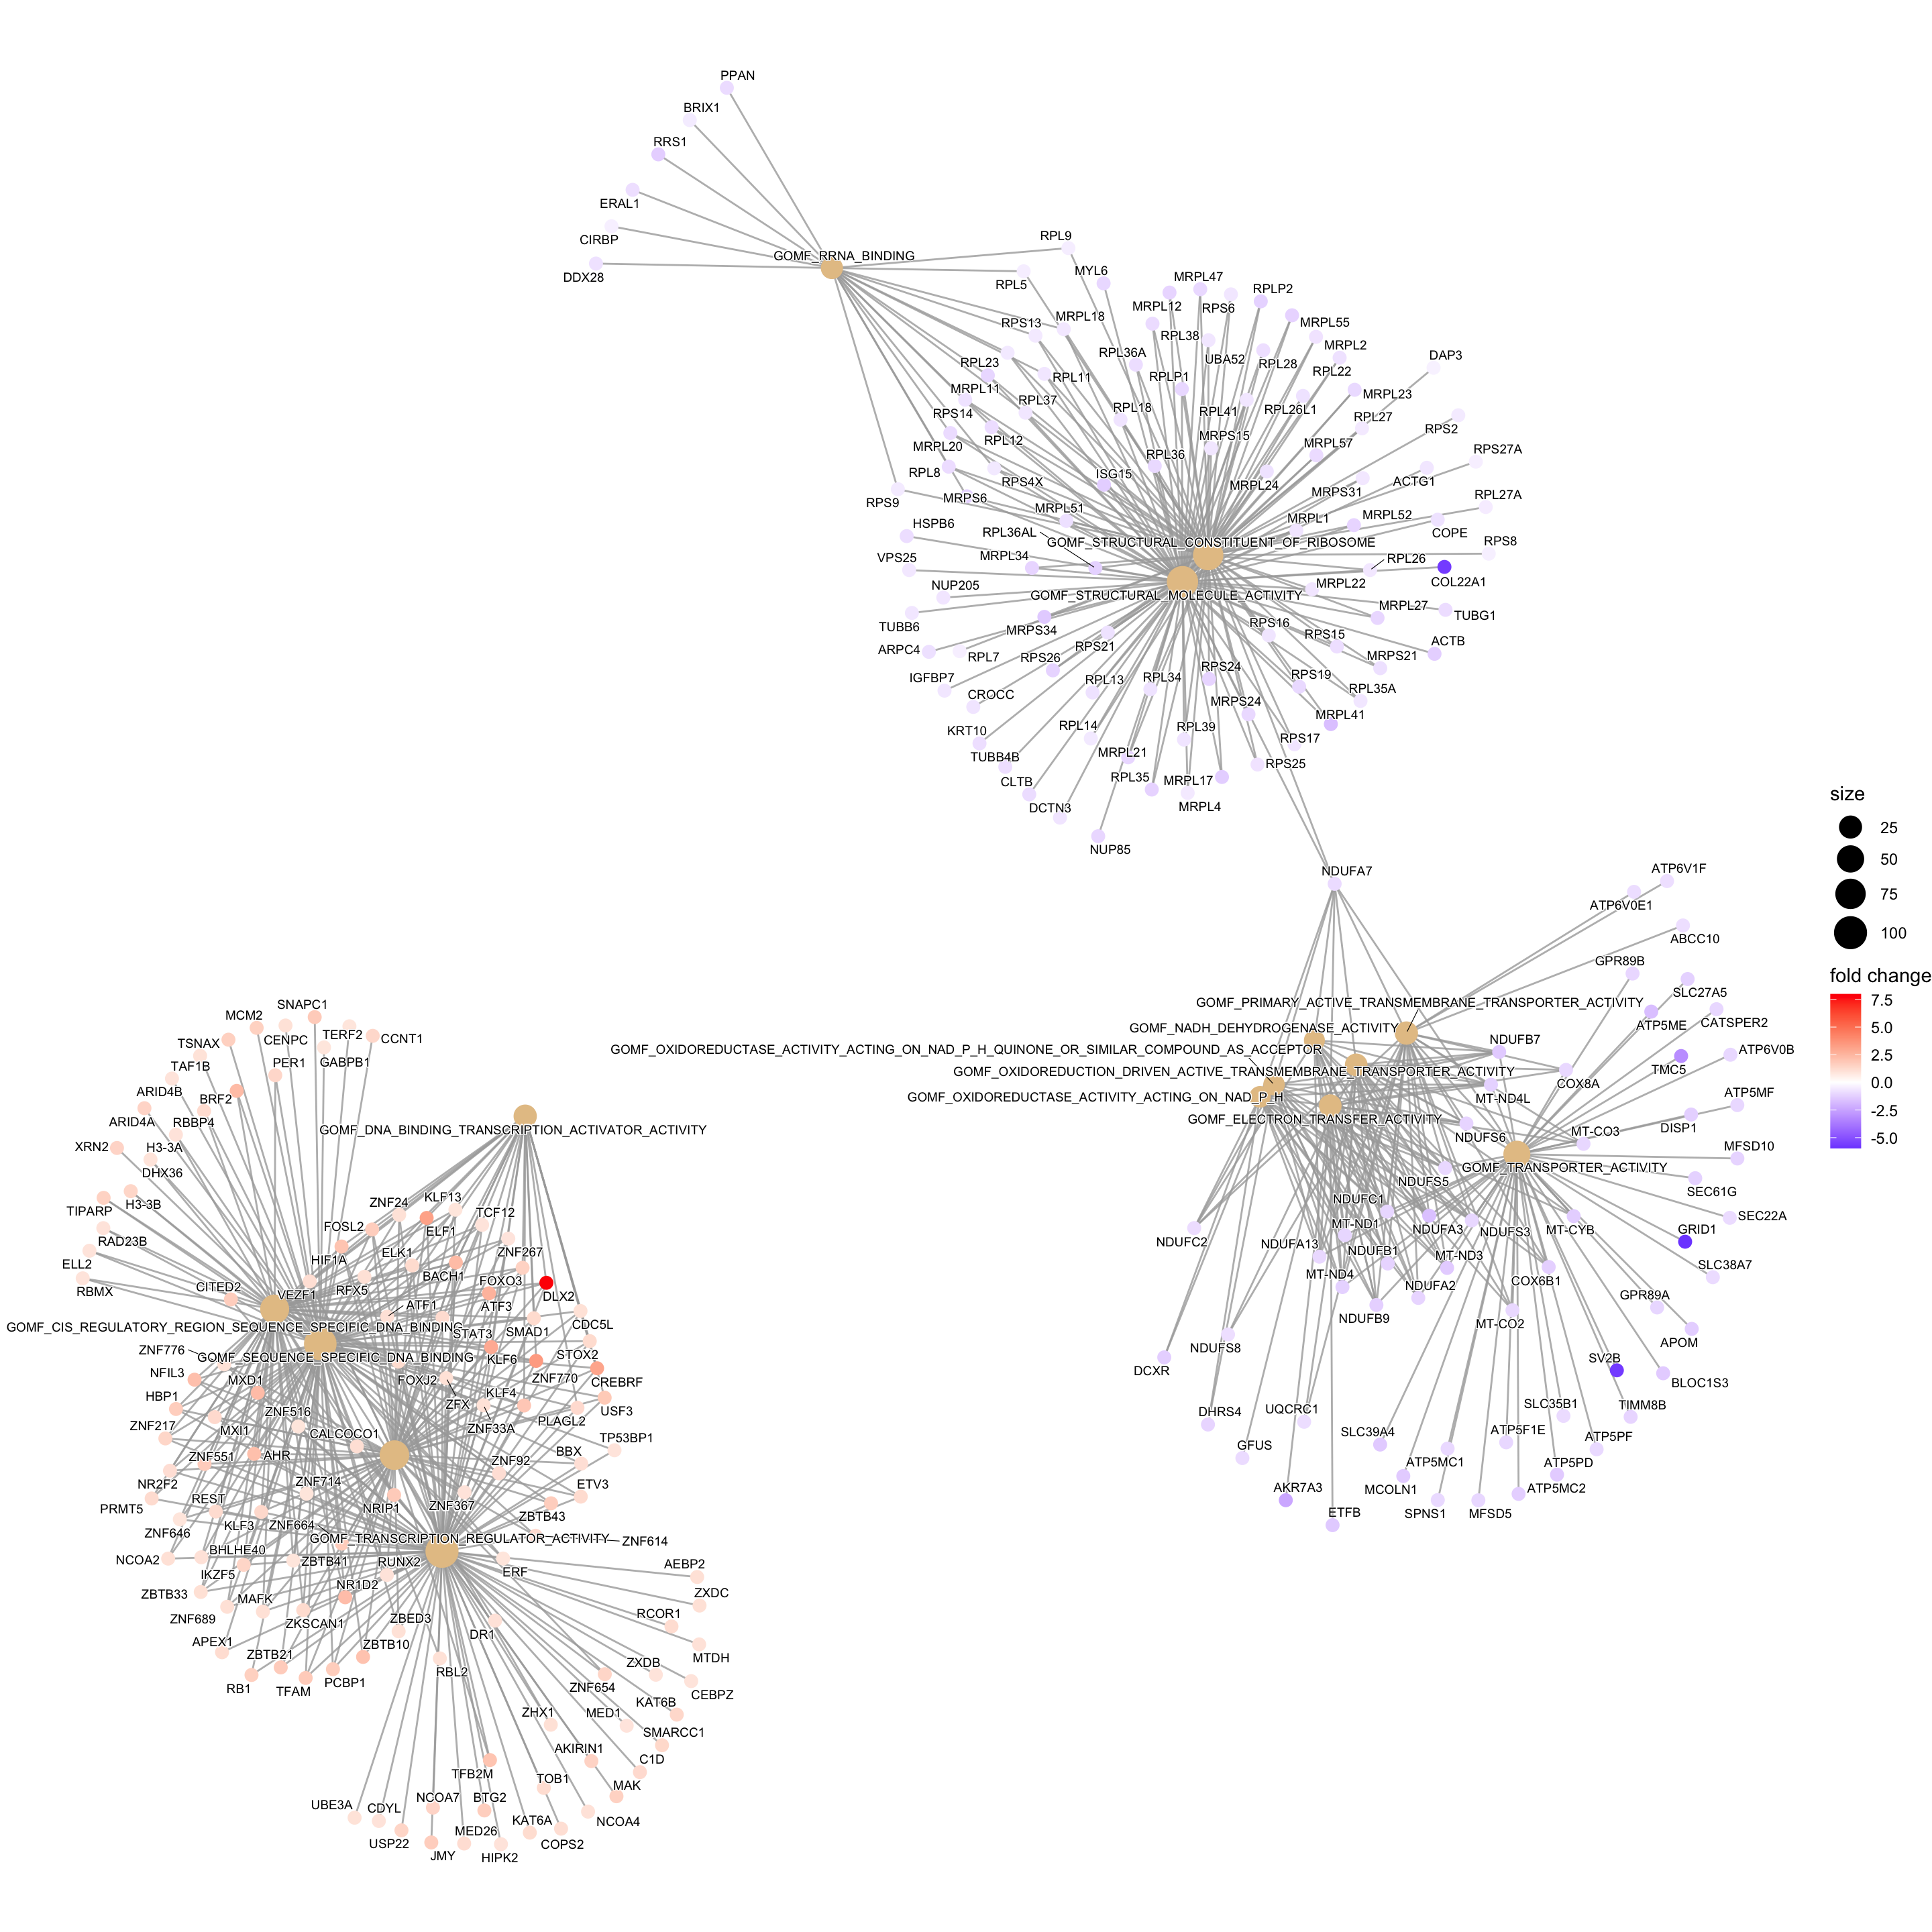 PPAN
BRIX1
RRS1
ERAL1
CIRBP
DDX28
GOMF_RRNA_BINDING
RPL9
RPL5
MYL6
MRPL47
MRPL12
RPS6
RPLP2
RPS13
MRPL18
RPL38
MRPL55
RPL36A
UBA52
RPL28
MRPL2
RPL23
RPL11
RPLP1
RPL22
DAP3
MRPL11
RPL37
MRPL23
RPS14
RPL18
RPL41
RPL26L1
RPL27
RPS2
MRPL20
RPL12
MRPS15
MRPL57
RPL8
RPL36
RPS27A
RPS9
MRPS6
RPS4X
ISG15
MRPL24
MRPS31
ACTG1
RPL27A
HSPB6
MRPL51
MRPL1
MRPL52
COPE
RPL36AL
GOMF_STRUCTURAL_CONSTITUENT_OF_RIBOSOME
RPS8
VPS25
MRPL34
RPL26
NUP205
MRPL22
COL22A1
GOMF_STRUCTURAL_MOLECULE_ACTIVITY
TUBB6
MRPS34
MRPL27
TUBG1
ARPC4
RPL7
RPS26
RPS21
RPS16
RPS15
MRPS21
ACTB
IGFBP7
CROCC
RPL13
RPL34
RPS24
RPS19
RPL35A
KRT10
RPL14
MRPS24
MRPL41
TUBB4B
MRPL21
RPL39
RPS17
CLTB
RPL35
MRPL17
RPS25
DCTN3
MRPL4
NUP85
NDUFA7
ATP6V1F
ATP6V0E1
ABCC10
GPR89B
SLC27A5
GOMF_PRIMARY_ACTIVE_TRANSMEMBRANE_TRANSPORTER_ACTIVITY
ATP5ME
CATSPER2
GOMF_NADH_DEHYDROGENASE_ACTIVITY
NDUFB7
GOMF_OXIDOREDUCTASE_ACTIVITY_ACTING_ON_NAD_P_H_QUINONE_OR_SIMILAR_COMPOUND_AS_ACCEPTOR
ATP6V0B
TMC5
GOMF_OXIDOREDUCTION_DRIVEN_ACTIVE_TRANSMEMBRANE_TRANSPORTER_ACTIVITY
COX8A
GOMF_OXIDOREDUCTASE_ACTIVITY_ACTING_ON_NAD_P_H
MT-ND4L
ATP5MF
GOMF_ELECTRON_TRANSFER_ACTIVITY
DISP1
NDUFS6
MT-CO3
MFSD10
GOMF_TRANSPORTER_ACTIVITY
NDUFS5
SEC61G
NDUFC1
SEC22A
NDUFC2
NDUFA13
MT-ND1
NDUFA3
NDUFS3
MT-CYB
GRID1
NDUFB1
MT-ND3
SLC38A7
MT-ND4
NDUFA2
COX6B1
GPR89A
NDUFB9
MT-CO2
APOM
NDUFS8
DCXR
SV2B
BLOC1S3
DHRS4
UQCRC1
SLC35B1
TIMM8B
GFUS
SLC39A4
ATP5F1E
ATP5PF
ATP5MC1
ATP5PD
AKR7A3
MCOLN1
ATP5MC2
ETFB
SPNS1
MFSD5
size
25
50
75
100
fold change
7.5
5.0
2.5
0.0
-2.5
-5.0
SNAPC1
MCM2
CENPC
TERF2
CCNT1
TSNAX
PER1
GABPB1
TAF1B
ARID4B
BRF2
ARID4A
RBBP4
GOMF_DNA_BINDING_TRANSCRIPTION_ACTIVATOR_ACTIVITY
XRN2
H3-3A
DHX36
TIPARP
H3-3B
ZNF24
KLF13
TCF12
RAD23B
FOSL2
ELF1
ELL2
HIF1A
ELK1
ZNF267
RBMX
CITED2
VEZF1
RFX5
BACH1
FOXO3
ATF1
ATF3
DLX2
GOMF_CIS_REGULATORY_REGION_SEQUENCE_SPECIFIC_DNA_BINDING
STAT3
SMAD1
CDC5L
ZNF776
GOMF_SEQUENCE_SPECIFIC_DNA_BINDING
KLF6
STOX2
NFIL3
MXD1
FOXJ2
ZNF770
CREBRF
HBP1
ZNF516
ZFX
KLF4
USF3
ZNF217
MXI1
CALCOCO1
ZNF33A
PLAGL2
TP53BP1
ZNF551
AHR
ZNF92
BBX
NR2F2
ZNF714
ETV3
PRMT5
REST
NRIP1
ZNF367
ZBTB43
ZNF646
KLF3
ZNF664
GOMF_TRANSCRIPTION_REGULATOR_ACTIVITY
ZNF614
NCOA2
BHLHE40
ZBTB41
RUNX2
ERF
AEBP2
IKZF5
ZBTB33
NR1D2
ZXDC
MAFK
ZNF689
ZKSCAN1
ZBED3
RCOR1
APEX1
ZBTB10
DR1
MTDH
ZBTB21
RBL2
ZXDB
RB1
TFAM
PCBP1
ZNF654
CEBPZ
KAT6B
ZHX1
MED1
SMARCC1
AKIRIN1
C1D
TFB2M
TOB1
MAK
UBE3A
CDYL
NCOA7
BTG2
KAT6A
NCOA4
USP22
MED26
COPS2
JMY
HIPK2